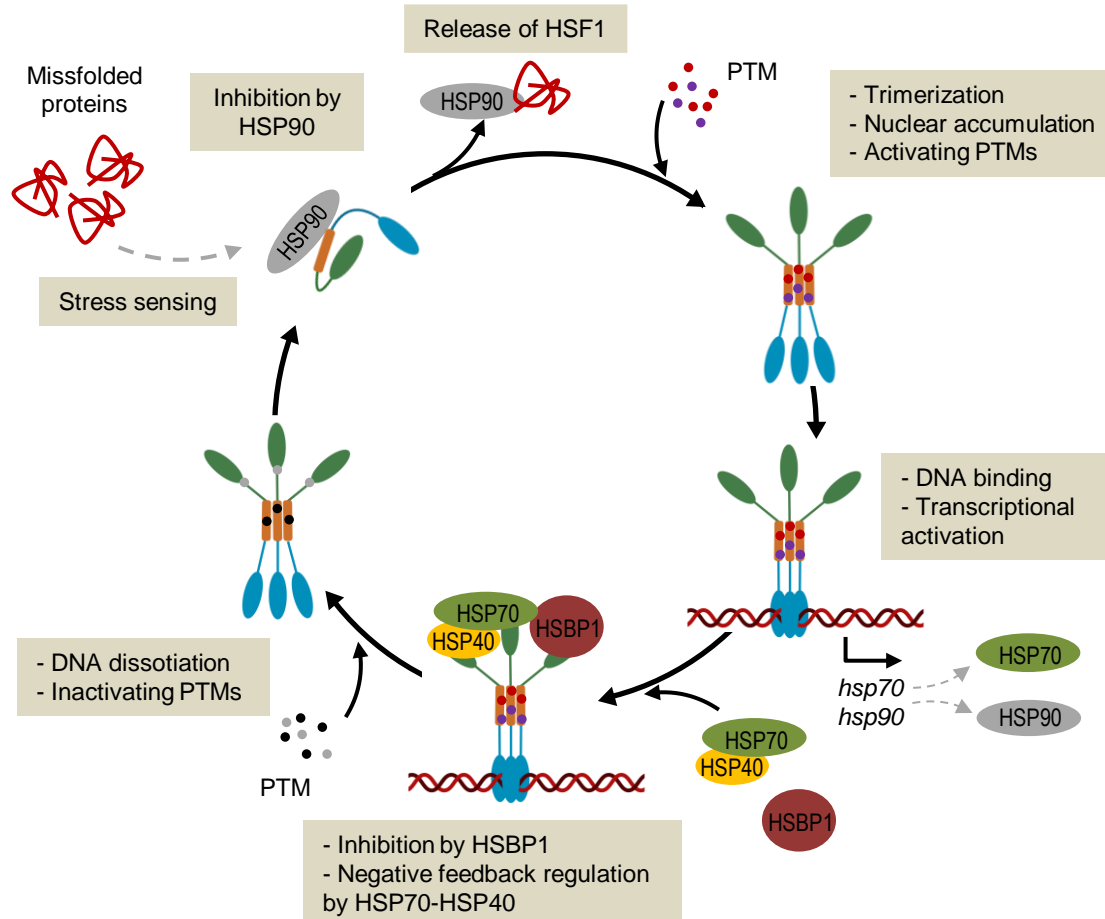 Release of HSF1
Missfolded
proteins
Inhibition by
HSP90
HSP90
PTM
- Trimerization
- Nuclear accumulation
- Activating PTMs
HSP90
Stress sensing
- DNA binding
- Transcriptional
activation
HSP70
HSP40
HSBP1
- DNA dissotiation
- Inactivating PTMs
PTM
hsp70
hsp90
HSP70
HSP90
HSP70
HSP40
HSBP1
- Inhibition by HSBP1
- Negative feedback regulation
by HSP70-HSP40